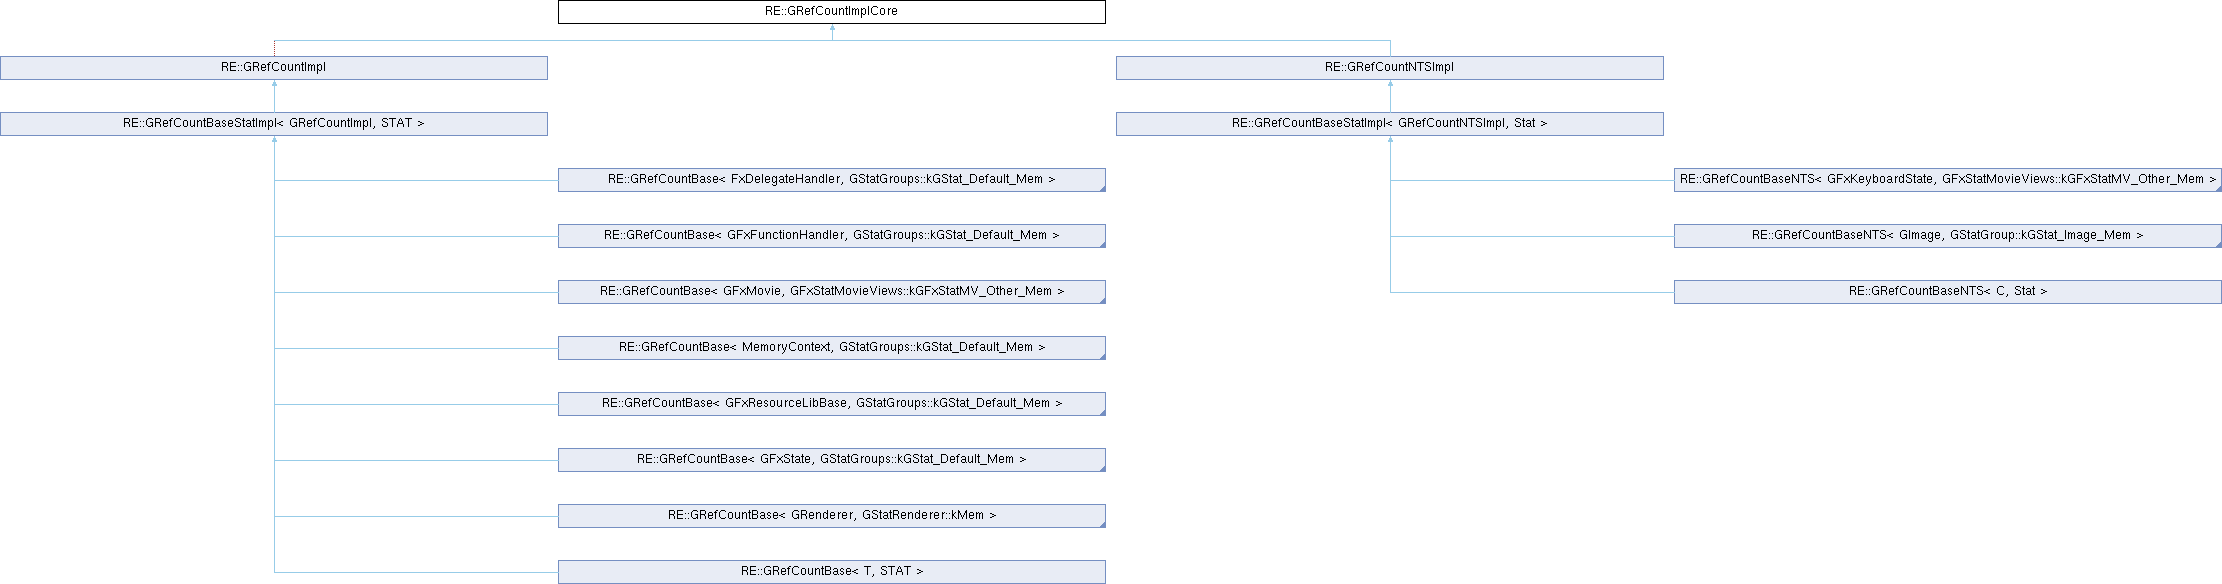 RE::GRefCountImplCore
RE::GRefCountImpl
RE::GRefCountNTSImpl
RE::GRefCountBaseStatImpl< GRefCountImpl, STAT >
RE::GRefCountBaseStatImpl< GRefCountNTSImpl, Stat >
RE::GRefCountBase< FxDelegateHandler, GStatGroups::kGStat_Default_Mem >
RE::GRefCountBaseNTS< GFxKeyboardState, GFxStatMovieViews::kGFxStatMV_Other_Mem >
RE::GRefCountBase< GFxFunctionHandler, GStatGroups::kGStat_Default_Mem >
RE::GRefCountBaseNTS< GImage, GStatGroup::kGStat_Image_Mem >
RE::GRefCountBase< GFxMovie, GFxStatMovieViews::kGFxStatMV_Other_Mem >
RE::GRefCountBaseNTS< C, Stat >
RE::GRefCountBase< MemoryContext, GStatGroups::kGStat_Default_Mem >
RE::GRefCountBase< GFxResourceLibBase, GStatGroups::kGStat_Default_Mem >
RE::GRefCountBase< GFxState, GStatGroups::kGStat_Default_Mem >
RE::GRefCountBase< GRenderer, GStatRenderer::kMem >
RE::GRefCountBase< T, STAT >